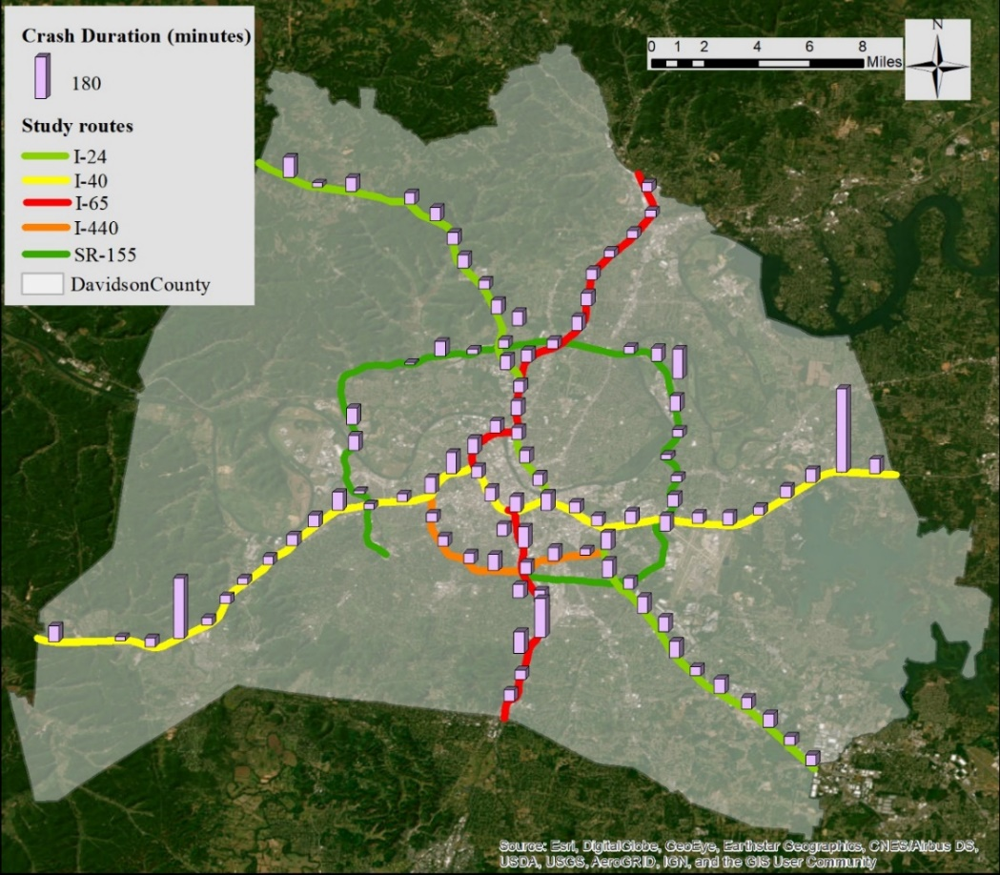 Crash Duration (minutes)
180
Study routes
I-24
I-40
I-65
I-440
SR-155
DavidsonCounty
0 1 2 4 6 8
Miles
N
Source: Esri, DigitalGlobe, GeoEye, Earthstar Geographics, CNES/Airbus DS,
USDA, USGS, AeroGRID, IGN, and the GIS User Community